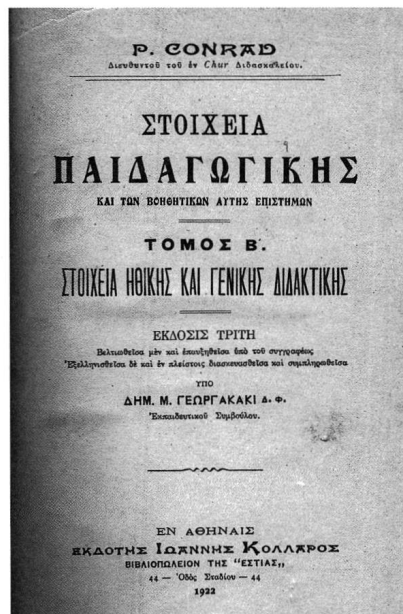 P. CONRAD
Διευθυντοῦ τοῦ ἐν Chur Διδασκαλείου.
ΣΤΟΙΧΕΙΑ
ΠΑΙΔΑΓΩΓΙΚΗΣ
ΚΑΙ ΤΩΝ ΒΟΗΘΗΤΙΚΩΝ ΑΥΤΗΣ ΕΠΙΣΤΗΜΩΝ
ΤΟΜΟΣ Β΄.
ΣΤΟΙΧΕΙΑ ΗΘΙΚΗΣ ΚΑΙ ΓΕΝΙΚΗΣ ΔΙΔΑΚΤΙΚΗΣ
ΕΚΔΟΣΙΣ ΤΡΙΤΗ
Βελτιωθεῖσα μὲν καὶ ἐπαυξηθεῖσα ὑπὸ τοῦ συγγραφέως
Ἐξελληνισθεῖσα δὲ καὶ ἐν πλείστοις διασκευασθεῖσα καὶ συμπληρωθεῖσα
ΥΠΟ
ΔΗΜ. Μ. ΓΕΩΡΓΑΚΑΚΙ Δ. Φ.
Ἐκπαιδευτικοῦ Συμβούλου.
ΕΝ ΑΘΗΝΑΙΣ
ΕΚΔΟΤΗΣ ΙΩΑΝΝΗΣ ΚΟΛΛΑΡΟΣ
ΒΙΒΛΙΟΠΩΛΕΙΟΝ ΤΗΣ "ΕΣΤΙΑΣ„
44 — Ὁδὸς Σταδίου — 44
1922